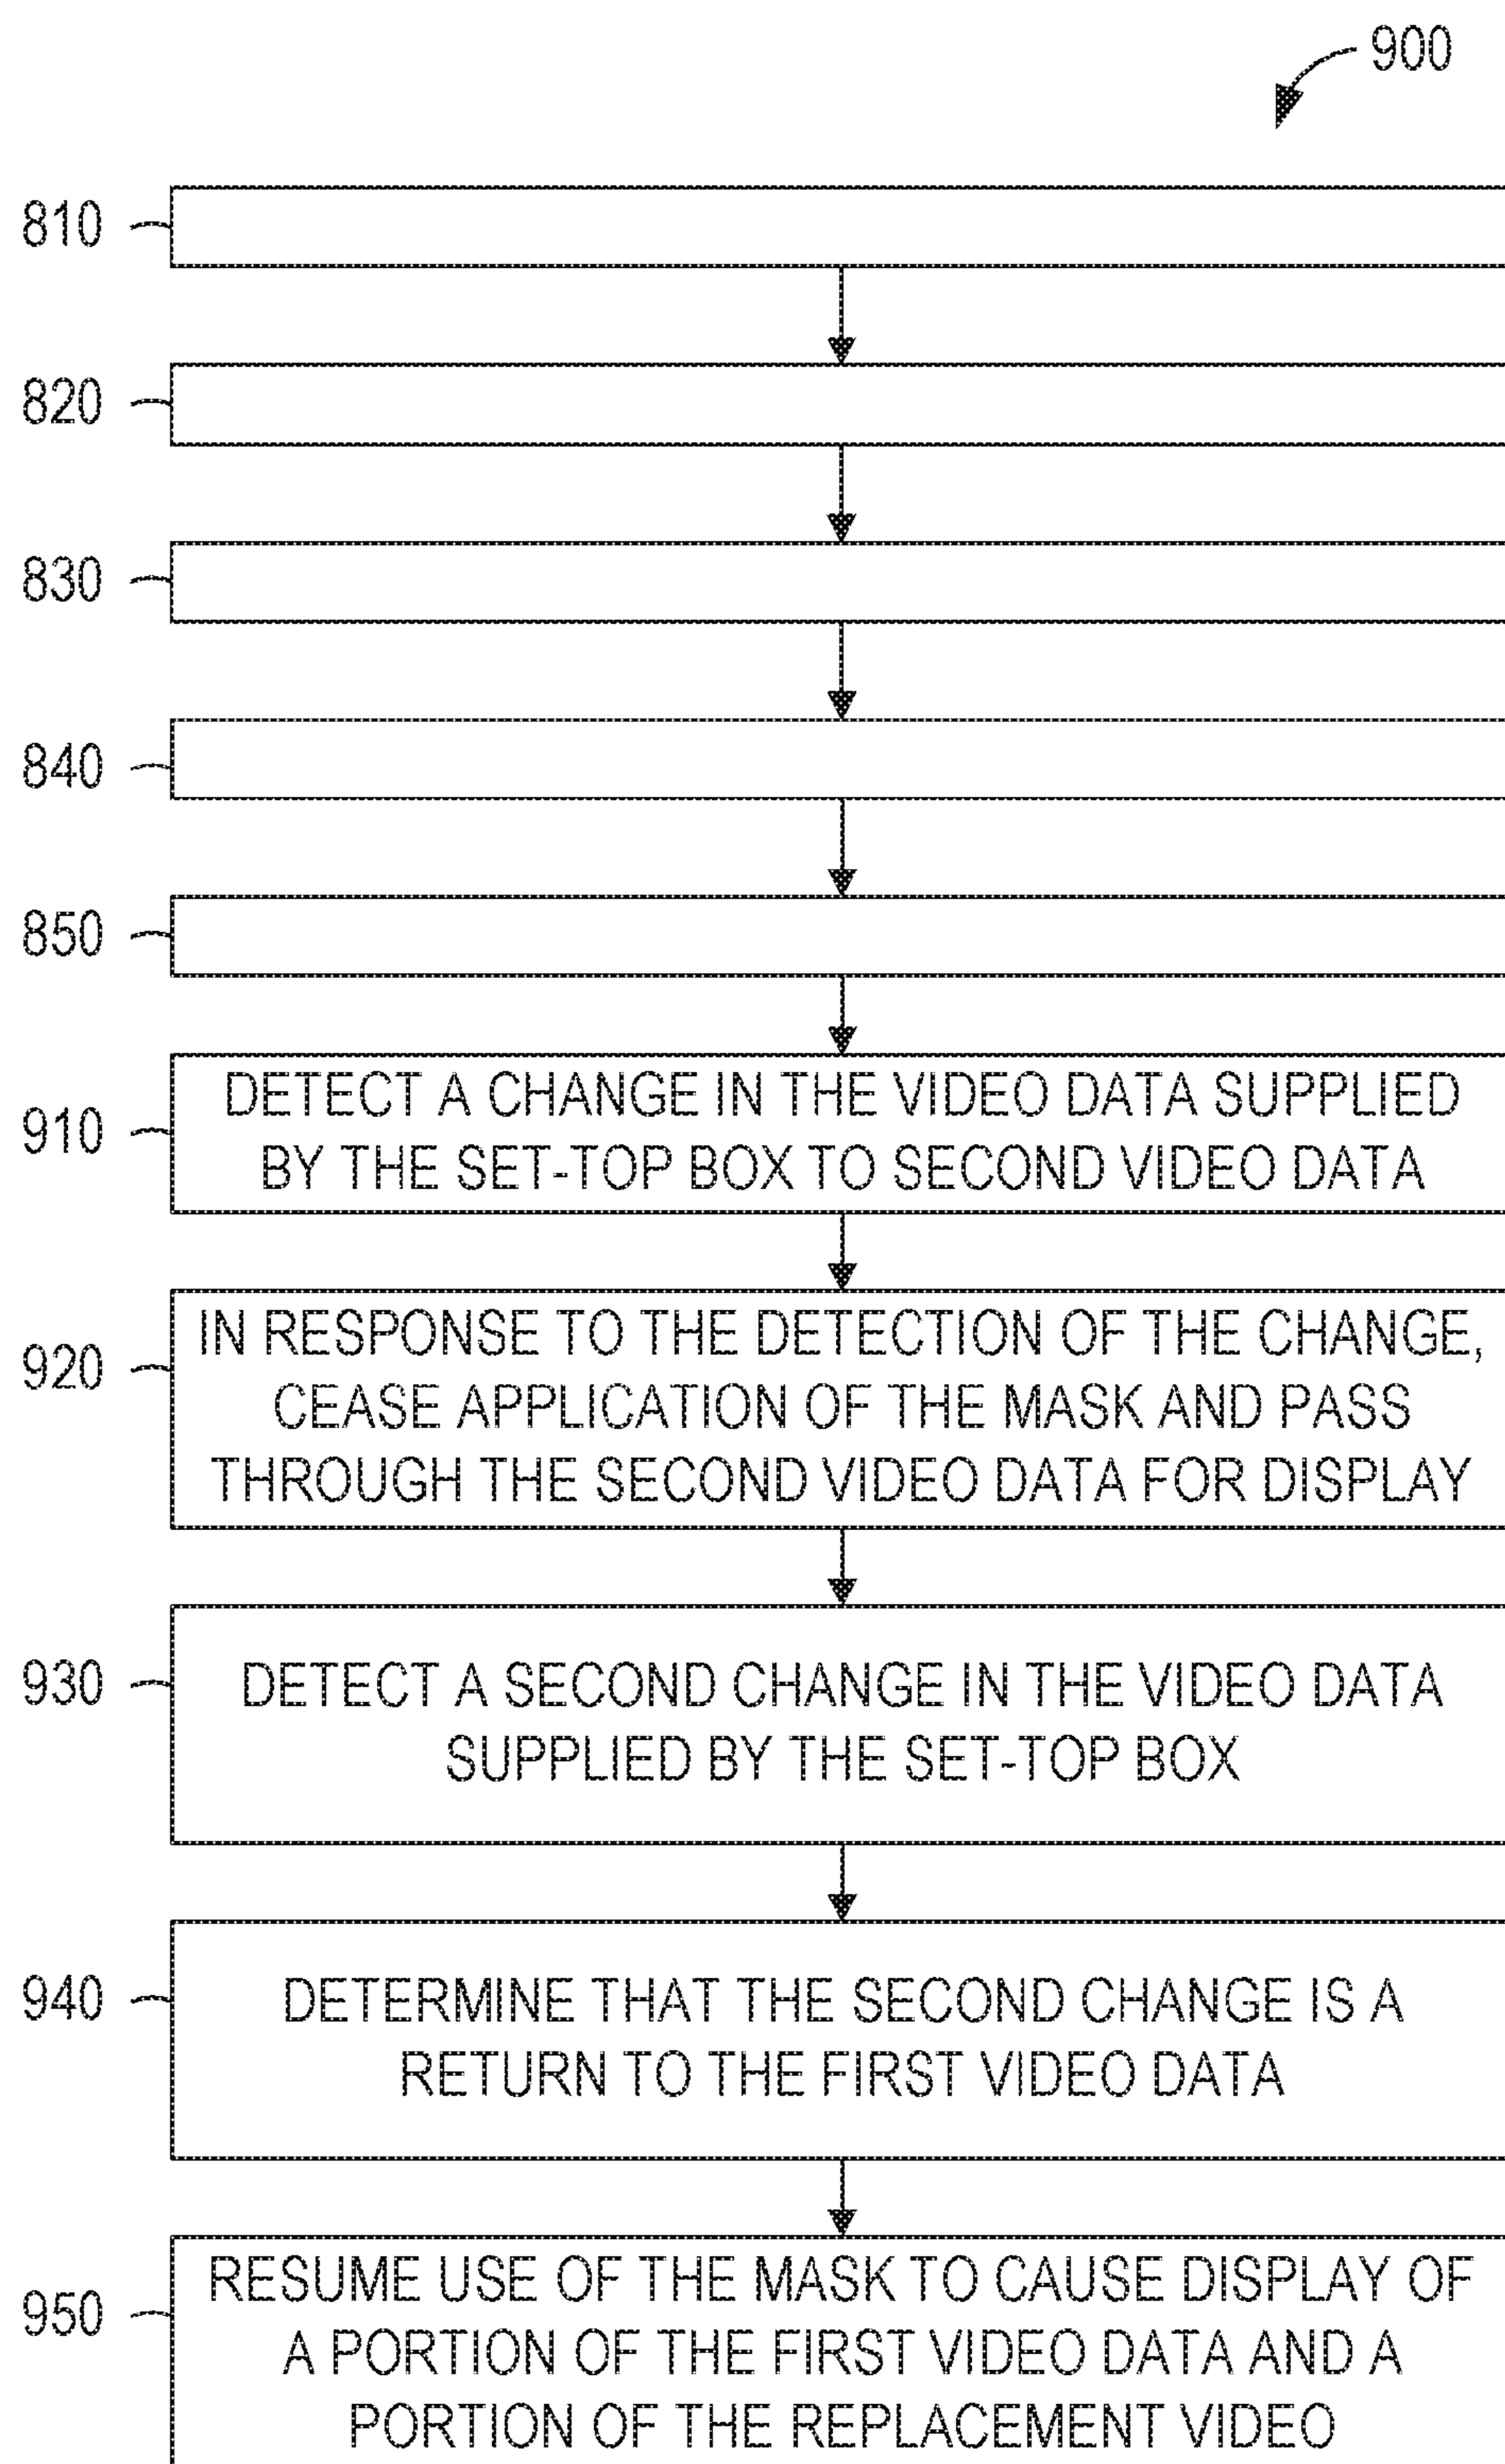 900
810
820
830
840
850
910
DETECT A CHANGE IN THE VIDEO DATA SUPPLIED
BY THE SET-TOP BOX TO SECOND VIDEO DATA
920
IN RESPONSE TO THE DETECTION OF THE CHANGE,
CEASE APPLICATION OF THE MASK AND PASS
THROUGH THE SECOND VIDEO DATA FOR DISPLAY
930
DETECT A SECOND CHANGE IN THE VIDEO DATA
SUPPLIED BY THE SET-TOP BOX
940
DETERMINE THAT THE SECOND CHANGE IS A
RETURN TO THE FIRST VIDEO DATA
950
RESUME USE OF THE MASK TO CAUSE DISPLAY OF
A PORTION OF THE FIRST VIDEO DATA AND A
PORTION OF THE REPLACEMENT VIDEO